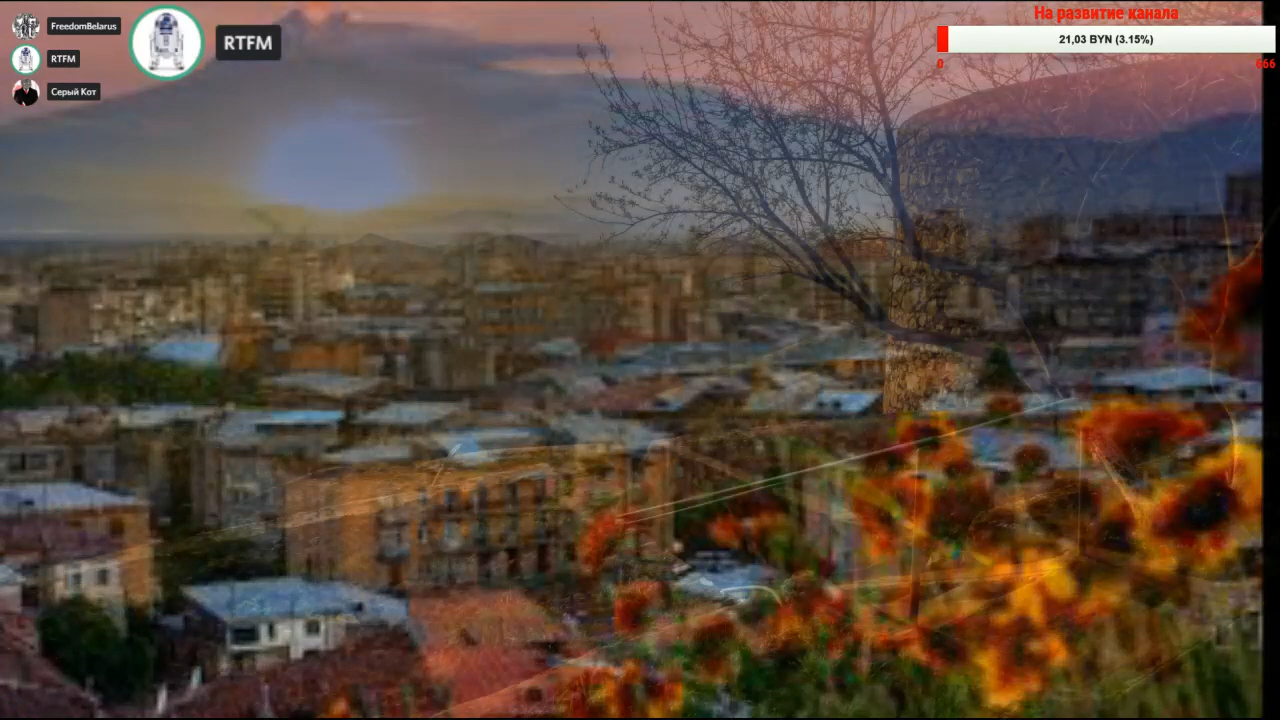 FreedomBelarus
RTFM
Серый Кот
RTFM
На развитие канала
21,03 BYN (3.15%)
0
666